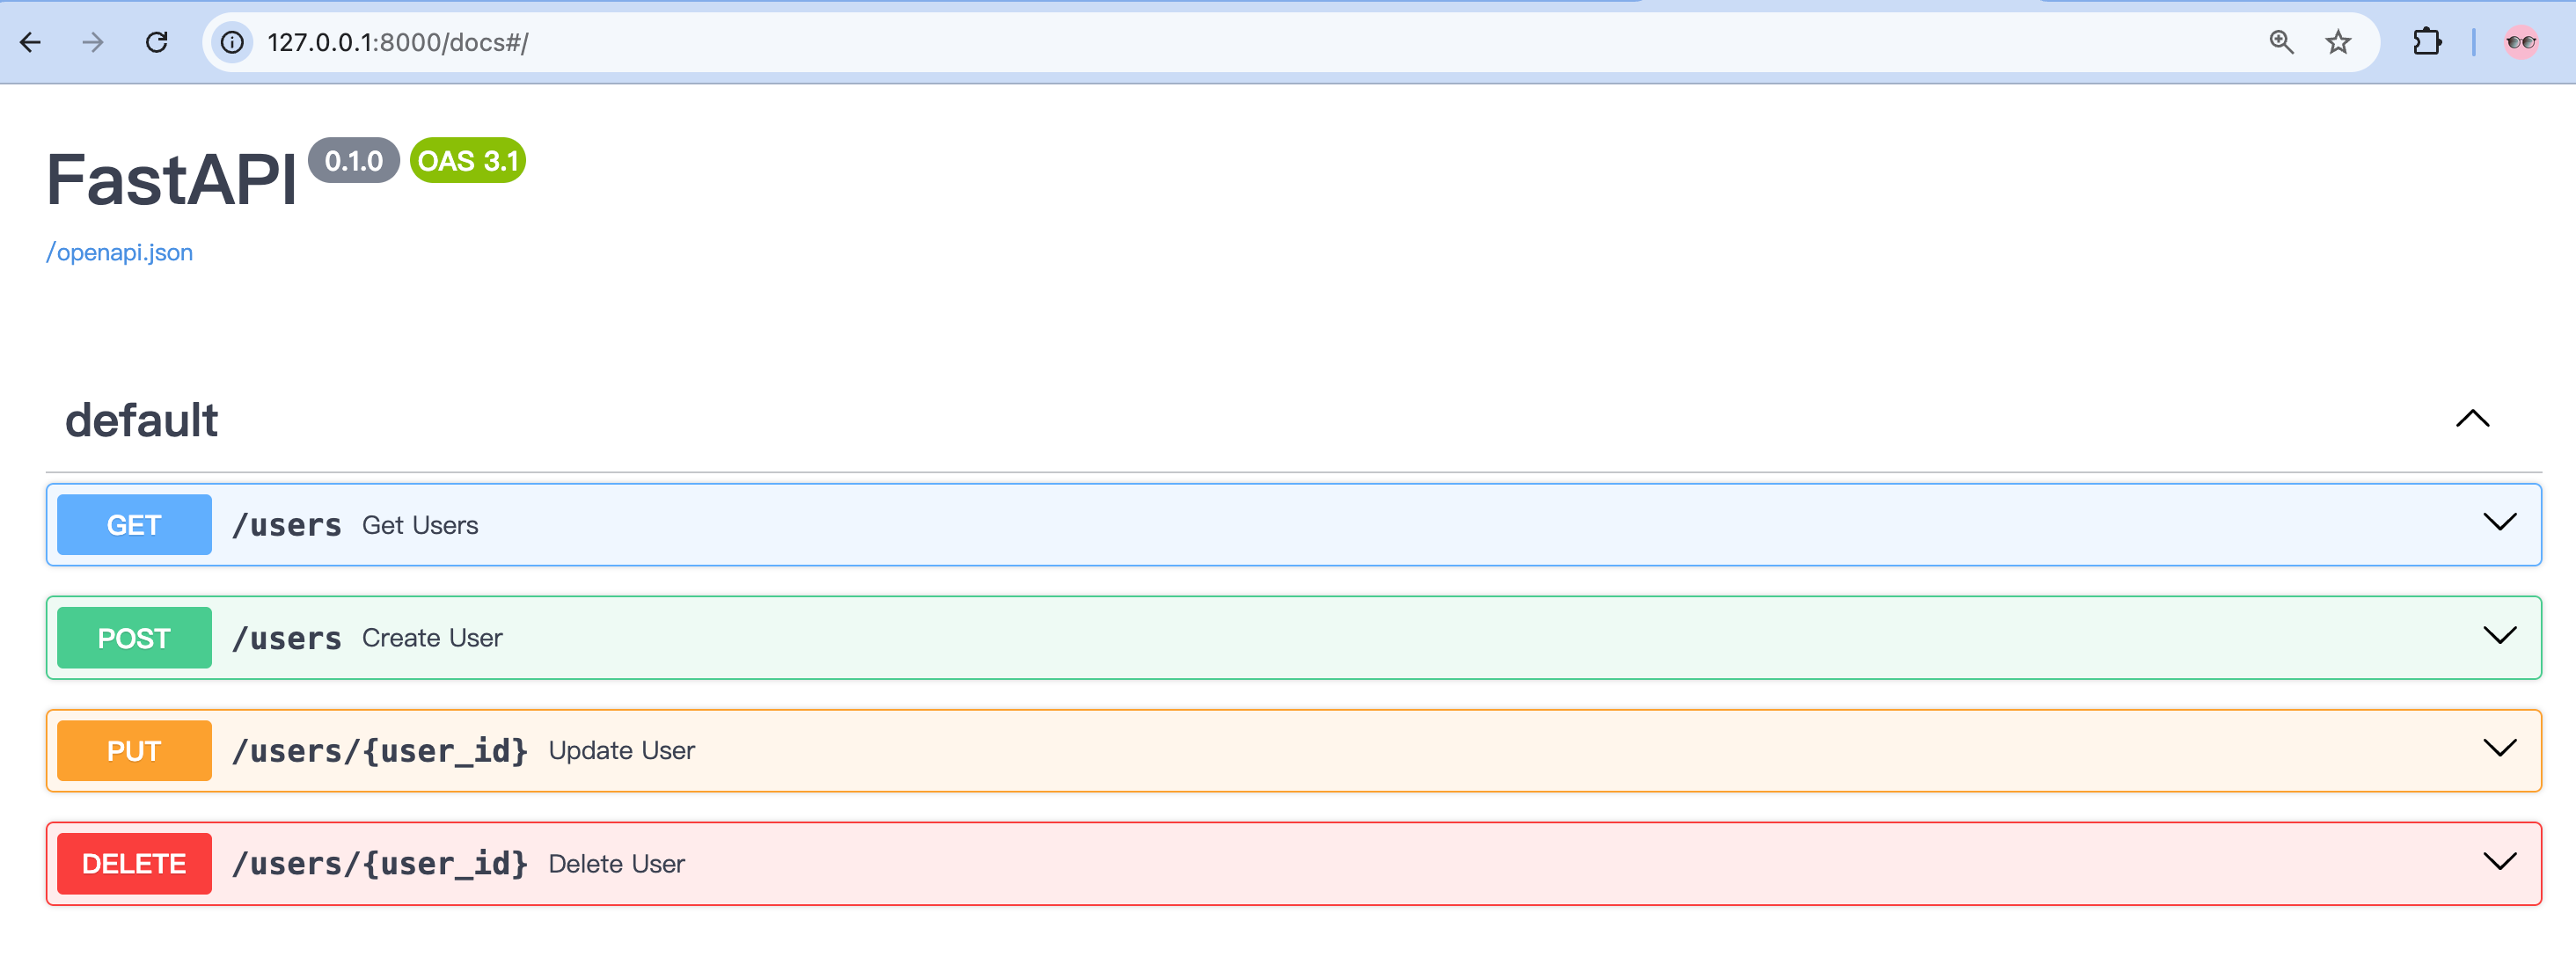 127.0.0.1:8000/docs#/
FastAPI 0.1.0 OAS 3.1
/openapi.json
default
GET /users Get Users
POST /users Create User
PUT /users/{user_id} Update User
DELETE /users/{user_id} Delete User